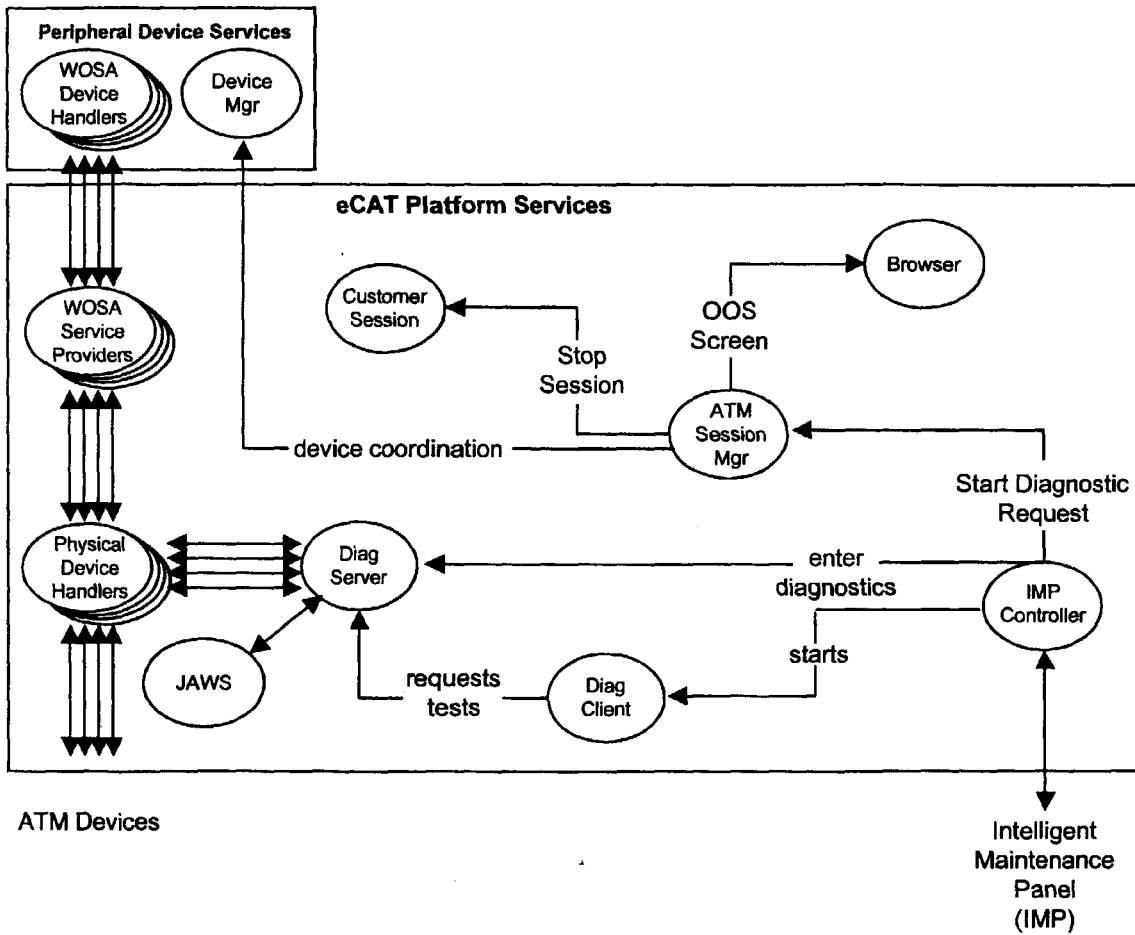 Peripheral Device Services
WOSA
Device
Handlers
Device
Mgr
eCAT Platform Services
Browser
Customer
Session
OOS
Screen
WOSA
Service
Providers
Stop
Session
ATM
Session
Mgr
device coordination
Start Diagnostic
Request
Physical
Device
Handlers
Diag
Server
enter
diagnostics
IMP
Controller
starts
JAWS
requests
tests
Diag
Client
ATM Devices
Intelligent
Maintenance
Panel
(IMP)